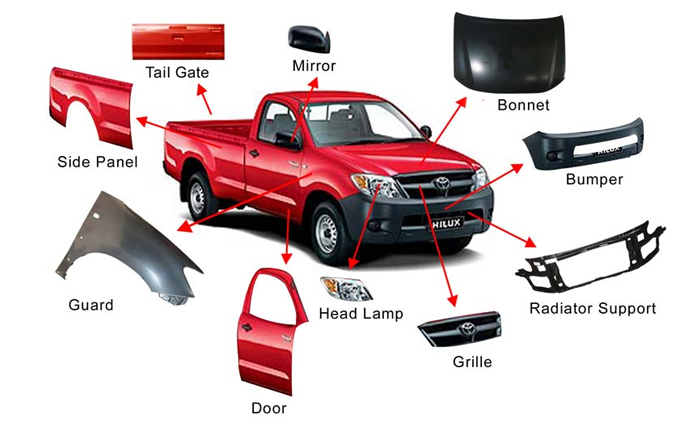 Tail Gate
Mirror
Bonnet
Side Panel
HILUX
Bumper
HILUX
Guard
Head Lamp
Radiator Support
Grille
Door